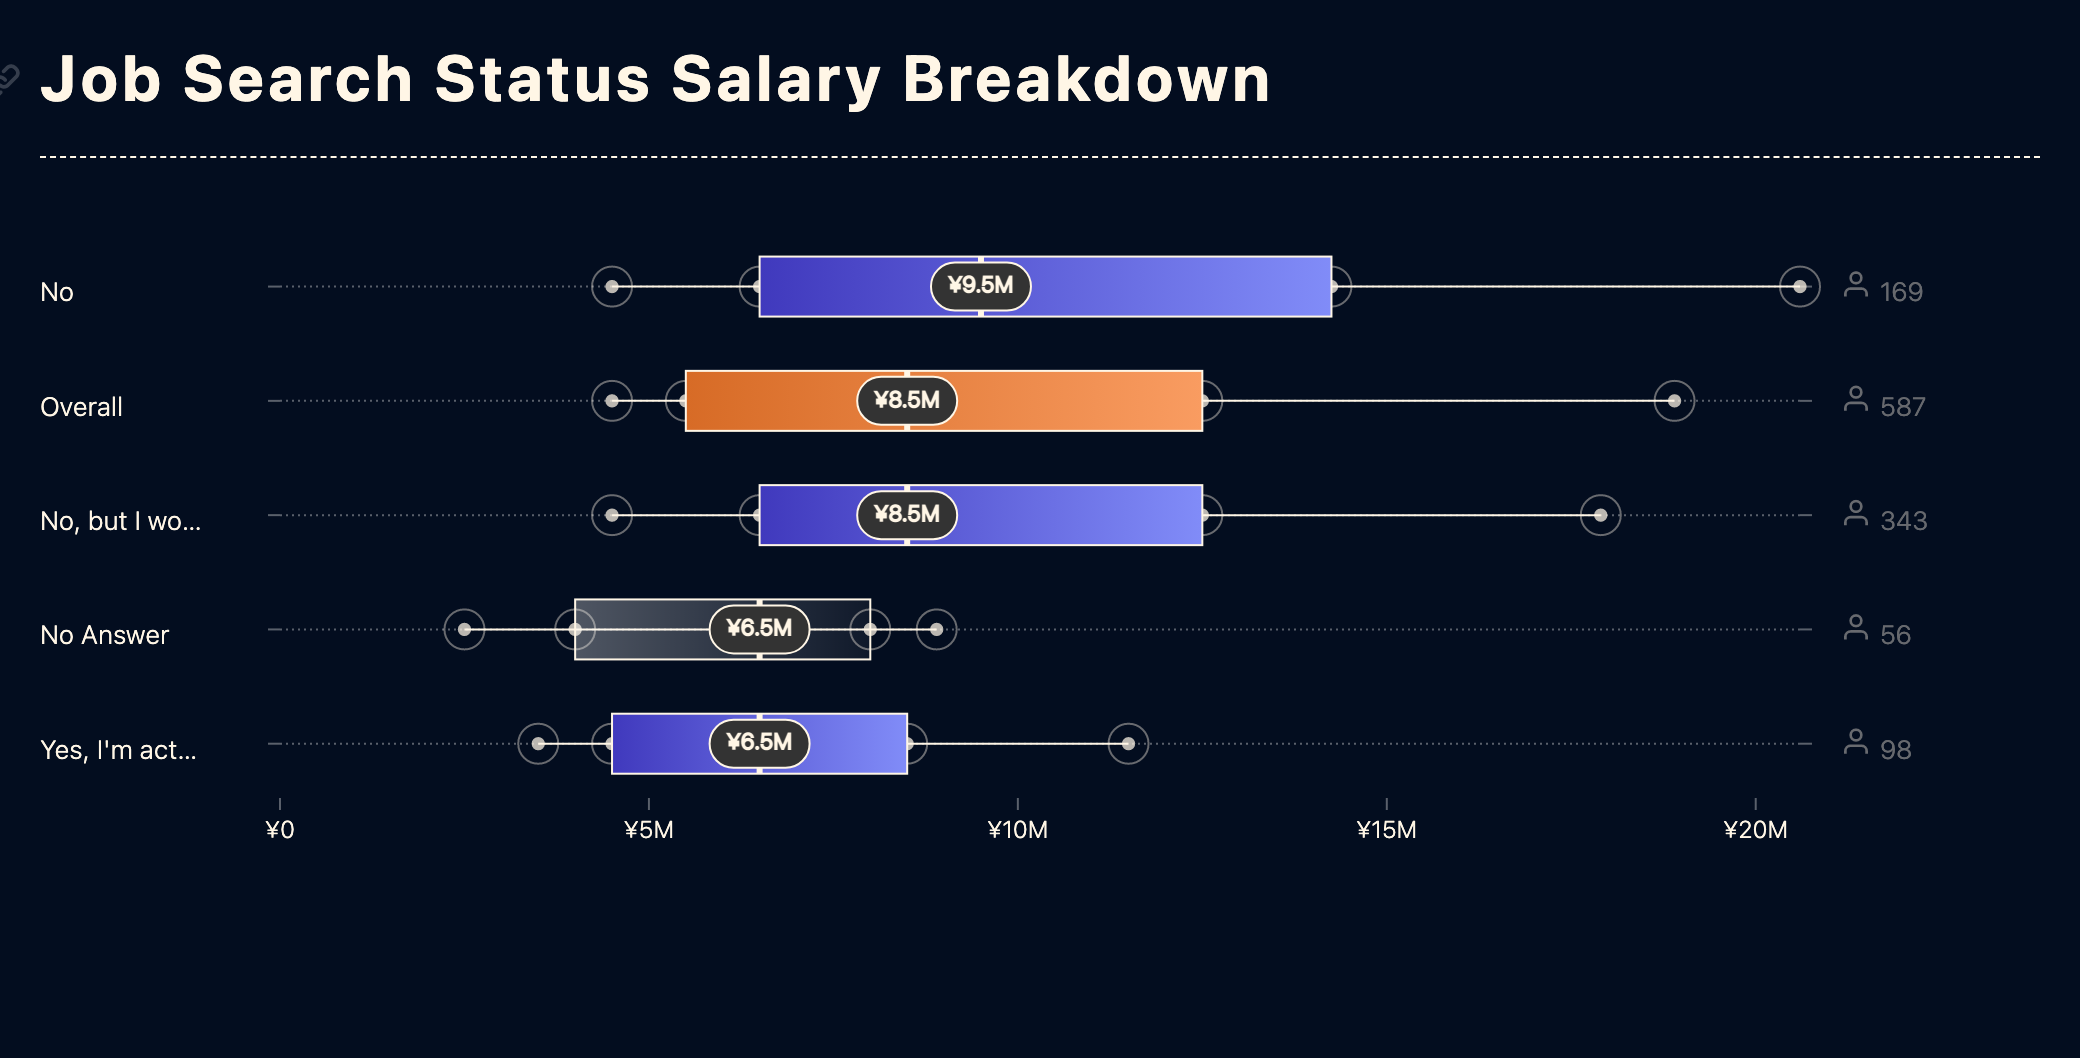 Job Search Status Salary Breakdown
No
¥9.5M
169
Overall
¥8.5M
587
No, but I wo...
¥8.5M
343
No Answer
¥6.5M
56
Yes, I'm act...
¥6.5M
98
¥0 ¥5M ¥10M ¥15M ¥20M